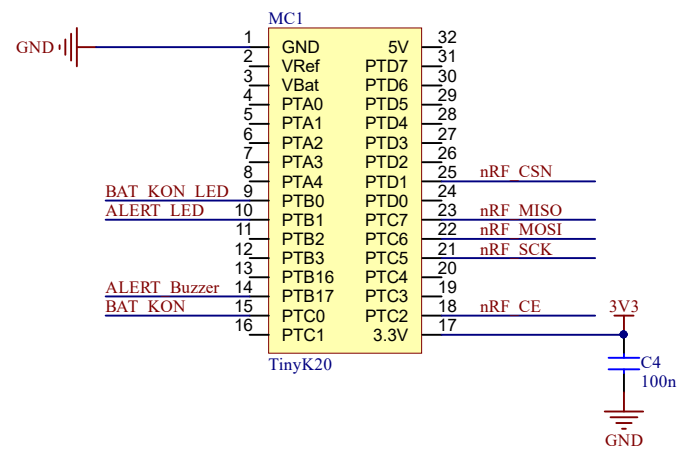 MC1
GND
1 GND 5V 32
2 VRef PTD7 31
3 VBat PTD6 30
4 PTA0 PTD5 29
5 PTA1 PTD4 28
6 PTA2 PTD3 27
7 PTA3 PTD2 26
8 PTA4 PTD1 25 nRF_CSN
BAT_KON_LED 9 PTB0 PTD0 24
ALERT_LED 10 PTB1 PTC7 23 nRF_MISO
11 PTB2 PTC6 22 nRF_MOSI
12 PTB3 PTC5 21 nRF_SCK
13 PTB16 PTC4 20
ALERT_Buzzer 14 PTB17 PTC3 19
BAT_KON 15 PTC0 PTC2 18 nRF_CE
16 PTC1 3.3V 17
3V3
TinyK20
C4
100n
GND